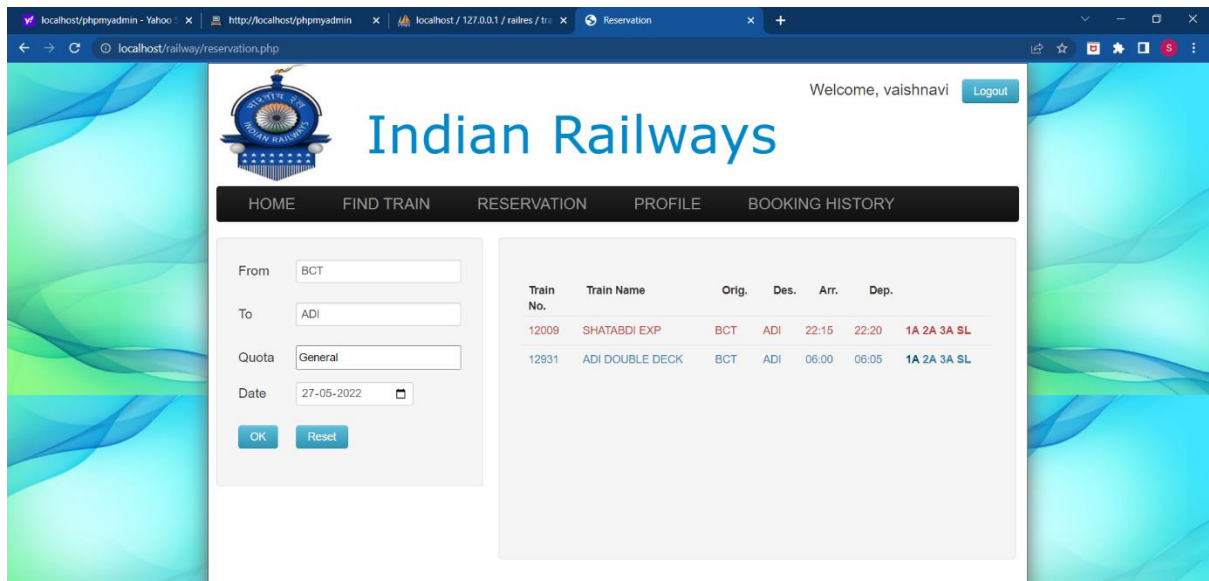 localhost/phpmyadmin - Yahoo S
http://localhost/phpmyadmin
localhost / 127.0.0.1 / railres / tra
Reservation
localhost/railway/reservation.php
S
भारतीय रेल
INDIAN RAILWAYS
Welcome, vaishnavi
Logout
Indian Railways
HOME FIND TRAIN RESERVATION PROFILE BOOKING HISTORY
From BCT
To ADI
Quota General
Date 27-05-2022
OK Reset
Train No. Train Name Orig. Des. Arr. Dep.
12009 SHATABDI EXP BCT ADI 22:15 22:20 1A 2A 3A SL
12931 ADI DOUBLE DECK BCT ADI 06:00 06:05 1A 2A 3A SL